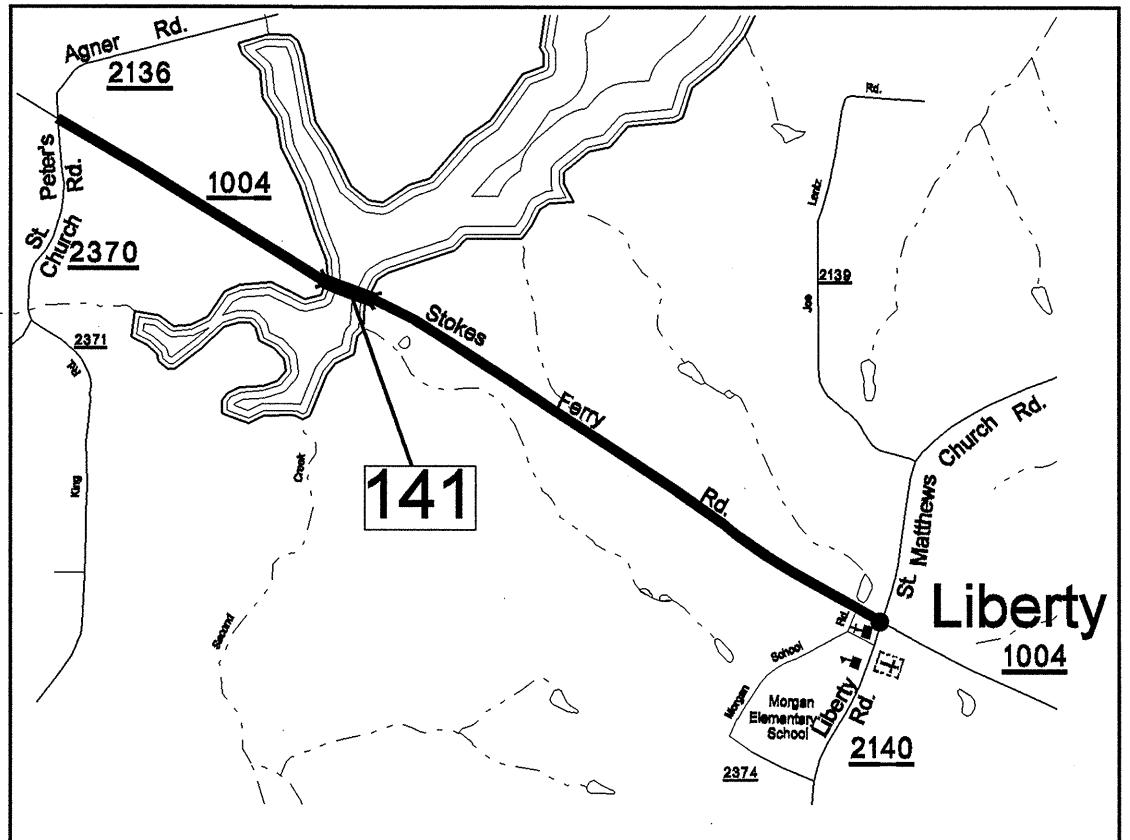 Agner Rd.
2136
St Peter's
Church Rd.
2370
1004
2371
King Rd
Stokes Ferry Rd.
141
Second Creek
Joe Lentz Rd.
2139
St Matthews Church Rd.
Liberty
1004
Morgan School Rd.
Morgan
Elementary
School
Liberty Rd.
2140
2374